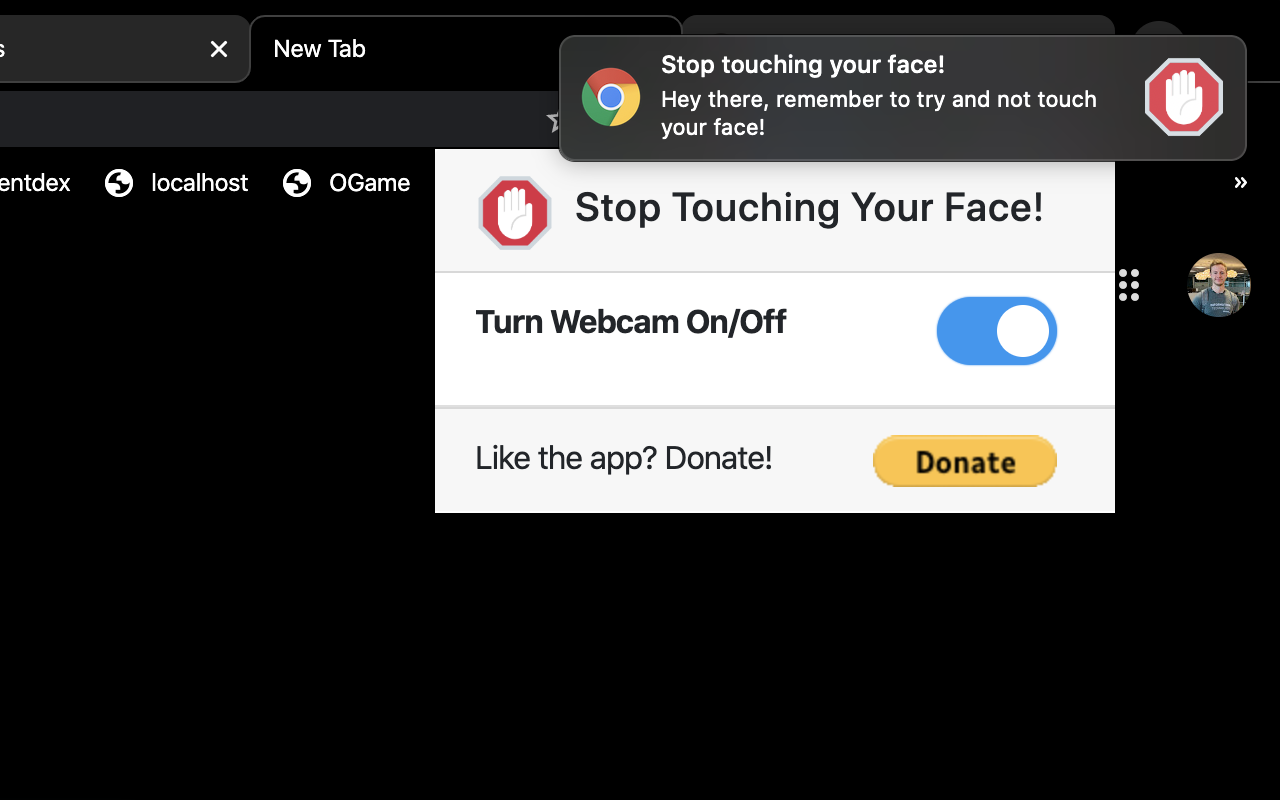 s
New Tab
Stop touching your face!
Hey there, remember to try and not touch
your face!
entdex
localhost
OGame
»
Stop Touching Your Face!
Turn Webcam On/Off
Like the app? Donate!
Donate